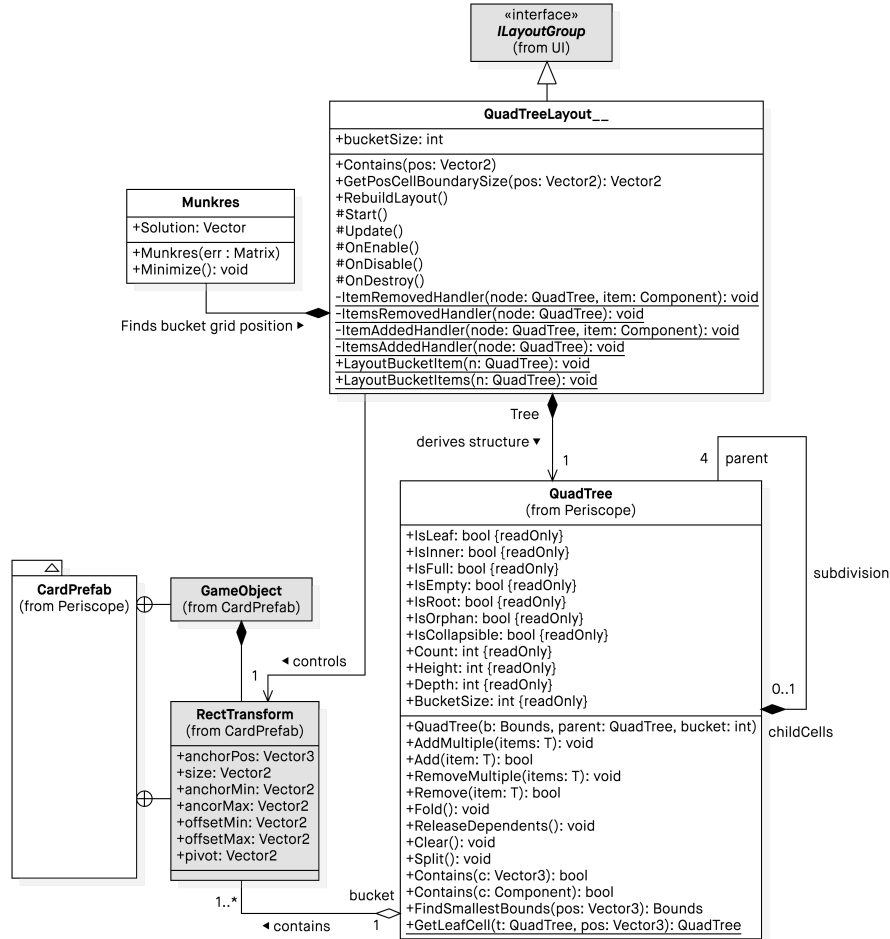 «interface»
ILayoutGroup
(from UI)
QuadTreeLayout__
+bucketSize: int
+Contains(pos: Vector2)
+GetPosCellBoundarySize(pos: Vector2): Vector2
+RebuildLayout()
#Start()
#Update()
#OnEnable()
#OnDisable()
#OnDestroy()
-ItemRemovedHandler(node: QuadTree, item: Component): void
-ItemsRemovedHandler(node: QuadTree): void
-ItemAddedHandler(node: QuadTree, item: Component): void
-ItemsAddedHandler(node: QuadTree): void
+LayoutBucketItem(n: QuadTree): void
+LayoutBucketItems(n: QuadTree): void
Munkres
+Solution: Vector
+Munkres(err : Matrix)
+Minimize(): void
Finds bucket grid position ▶
Tree
derives structure ▼
1
4 parent
subdivision
0..1
childCells
QuadTree
(from Periscope)
+IsLeaf: bool {readOnly}
+IsInner: bool {readOnly}
+IsFull: bool {readOnly}
+IsEmpty: bool {readOnly}
+IsRoot: bool {readOnly}
+IsOrphan: bool {readOnly}
+IsCollapsible: bool {readOnly}
+Count: int {readOnly}
+Height: int {readOnly}
+Depth: int {readOnly}
+BucketSize: int {readOnly}
+QuadTree(b: Bounds, parent: QuadTree, bucket: int)
+AddMultiple(items: T): void
+Add(item: T): bool
+RemoveMultiple(items: T): void
+Remove(item: T): bool
+Fold(): void
+ReleaseDependents(): void
+Clear(): void
+Split(): void
+Contains(c: Vector3): bool
+Contains(c: Component): bool
+FindSmallestBounds(pos: Vector3): Bounds
+GetLeafCell(t: QuadTree, pos: Vector3): QuadTree
CardPrefab
(from Periscope)
GameObject
(from CardPrefab)
◀ controls
1
RectTransform
(from CardPrefab)
+anchorPos: Vector3
+size: Vector2
+anchorMin: Vector2
+ancorMax: Vector2
+offsetMin: Vector2
+offsetMax: Vector2
+pivot: Vector2
1..*
◀ contains
bucket
1